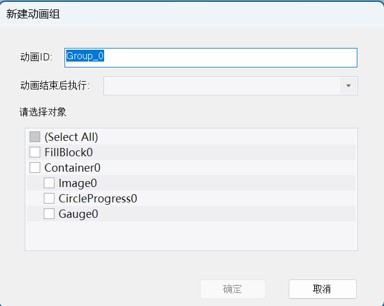 新建动画组
动画ID: Group_0
动画结束后执行:
请选择对象
(Select All)
FillBlock0
Container0
Image0
CircleProgress0
Gauge0
确定 取消